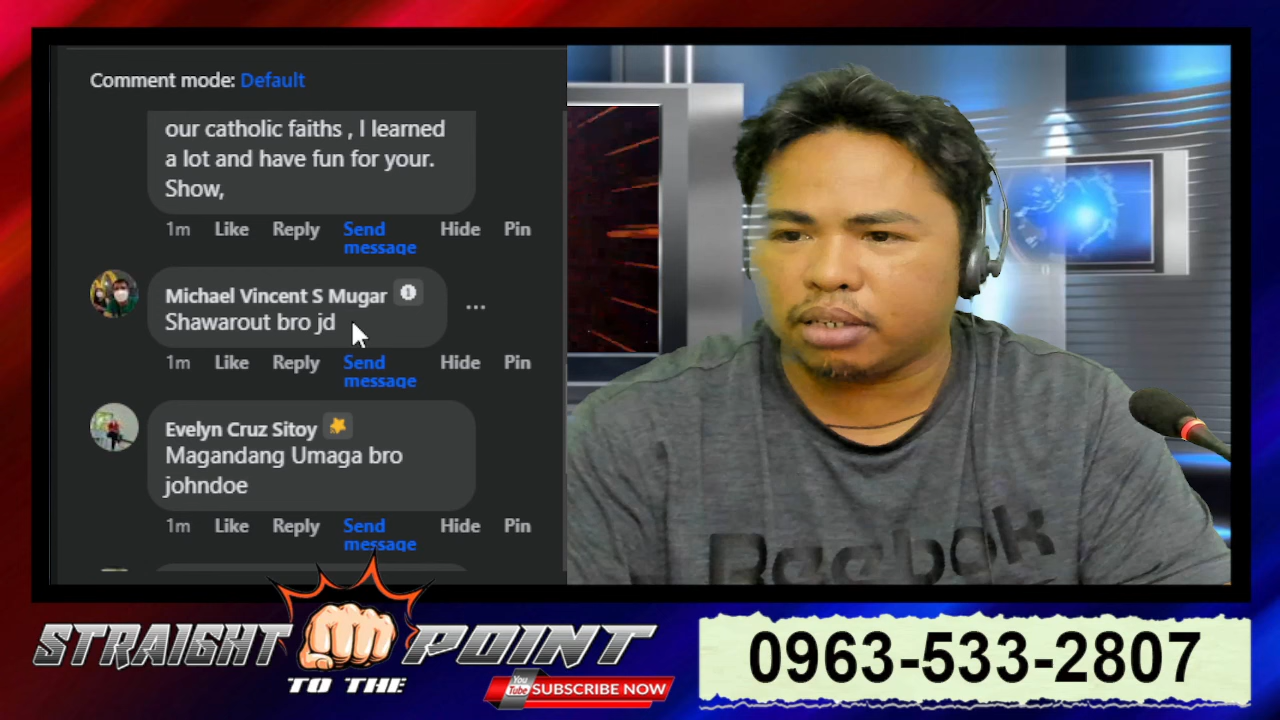 Comment mode: Default
our catholic faiths , I learned
a lot and have fun for your.
Show,
1m Like Reply Send message Hide Pin
Michael Vincent S Mugar
Shawarout bro jd
1m Like Reply Send message Hide Pin
Evelyn Cruz Sitoy
Magandang Umaga bro
johndoe
1m Like Reply Send message Hide Pin
Reebok
STRAIGHT POINT
TO THE
You
Tube SUBSCRIBE NOW
0963-533-2807